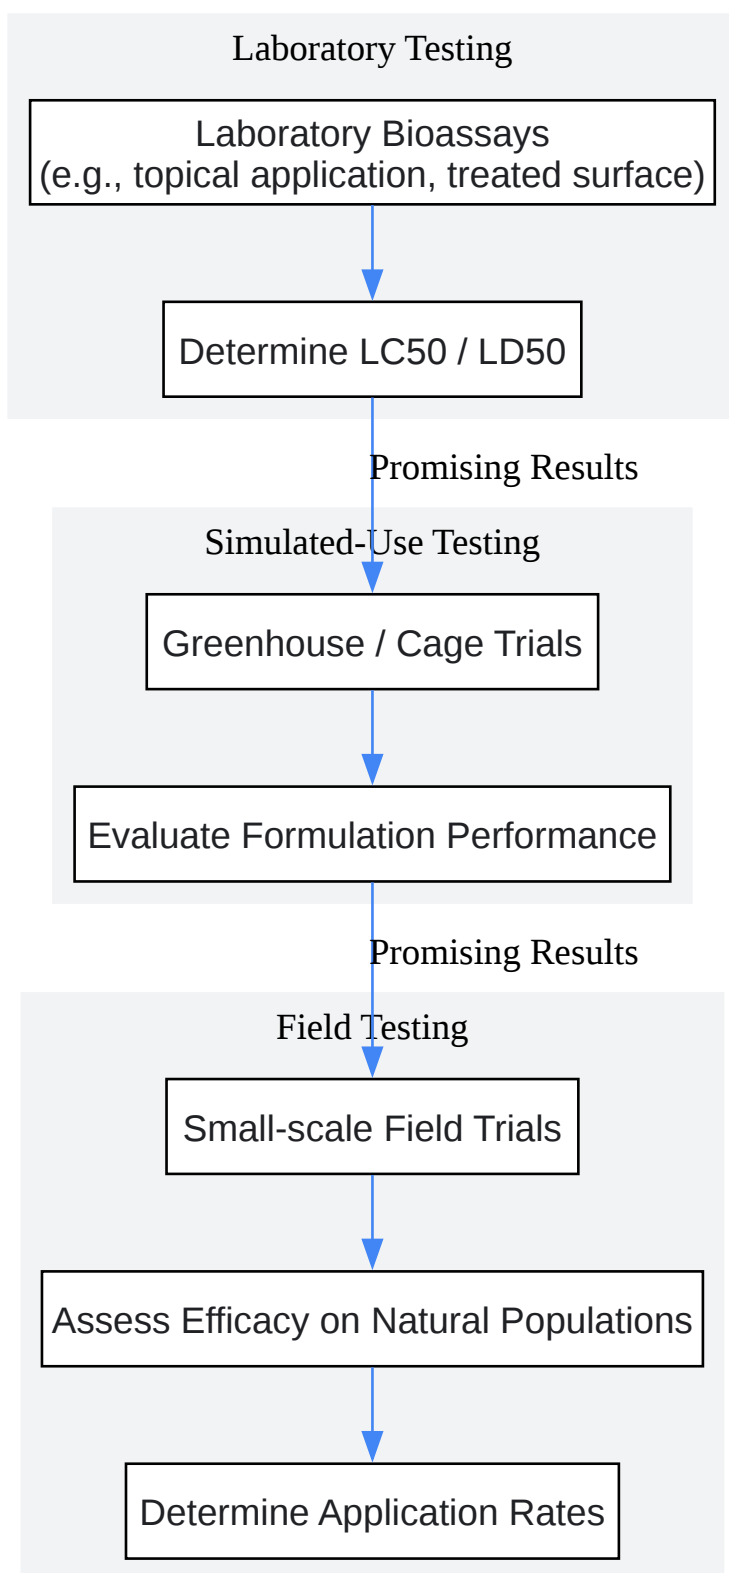 Laboratory Testing
Laboratory Bioassays
(e.g., topical application, treated surface)
Determine LC50 / LD50
Promising Results
Simulated-Use Testing
Greenhouse / Cage Trials
Evaluate Formulation Performance
Promising Results
Field Testing
Small-scale Field Trials
Assess Efficacy on Natural Populations
Determine Application Rates